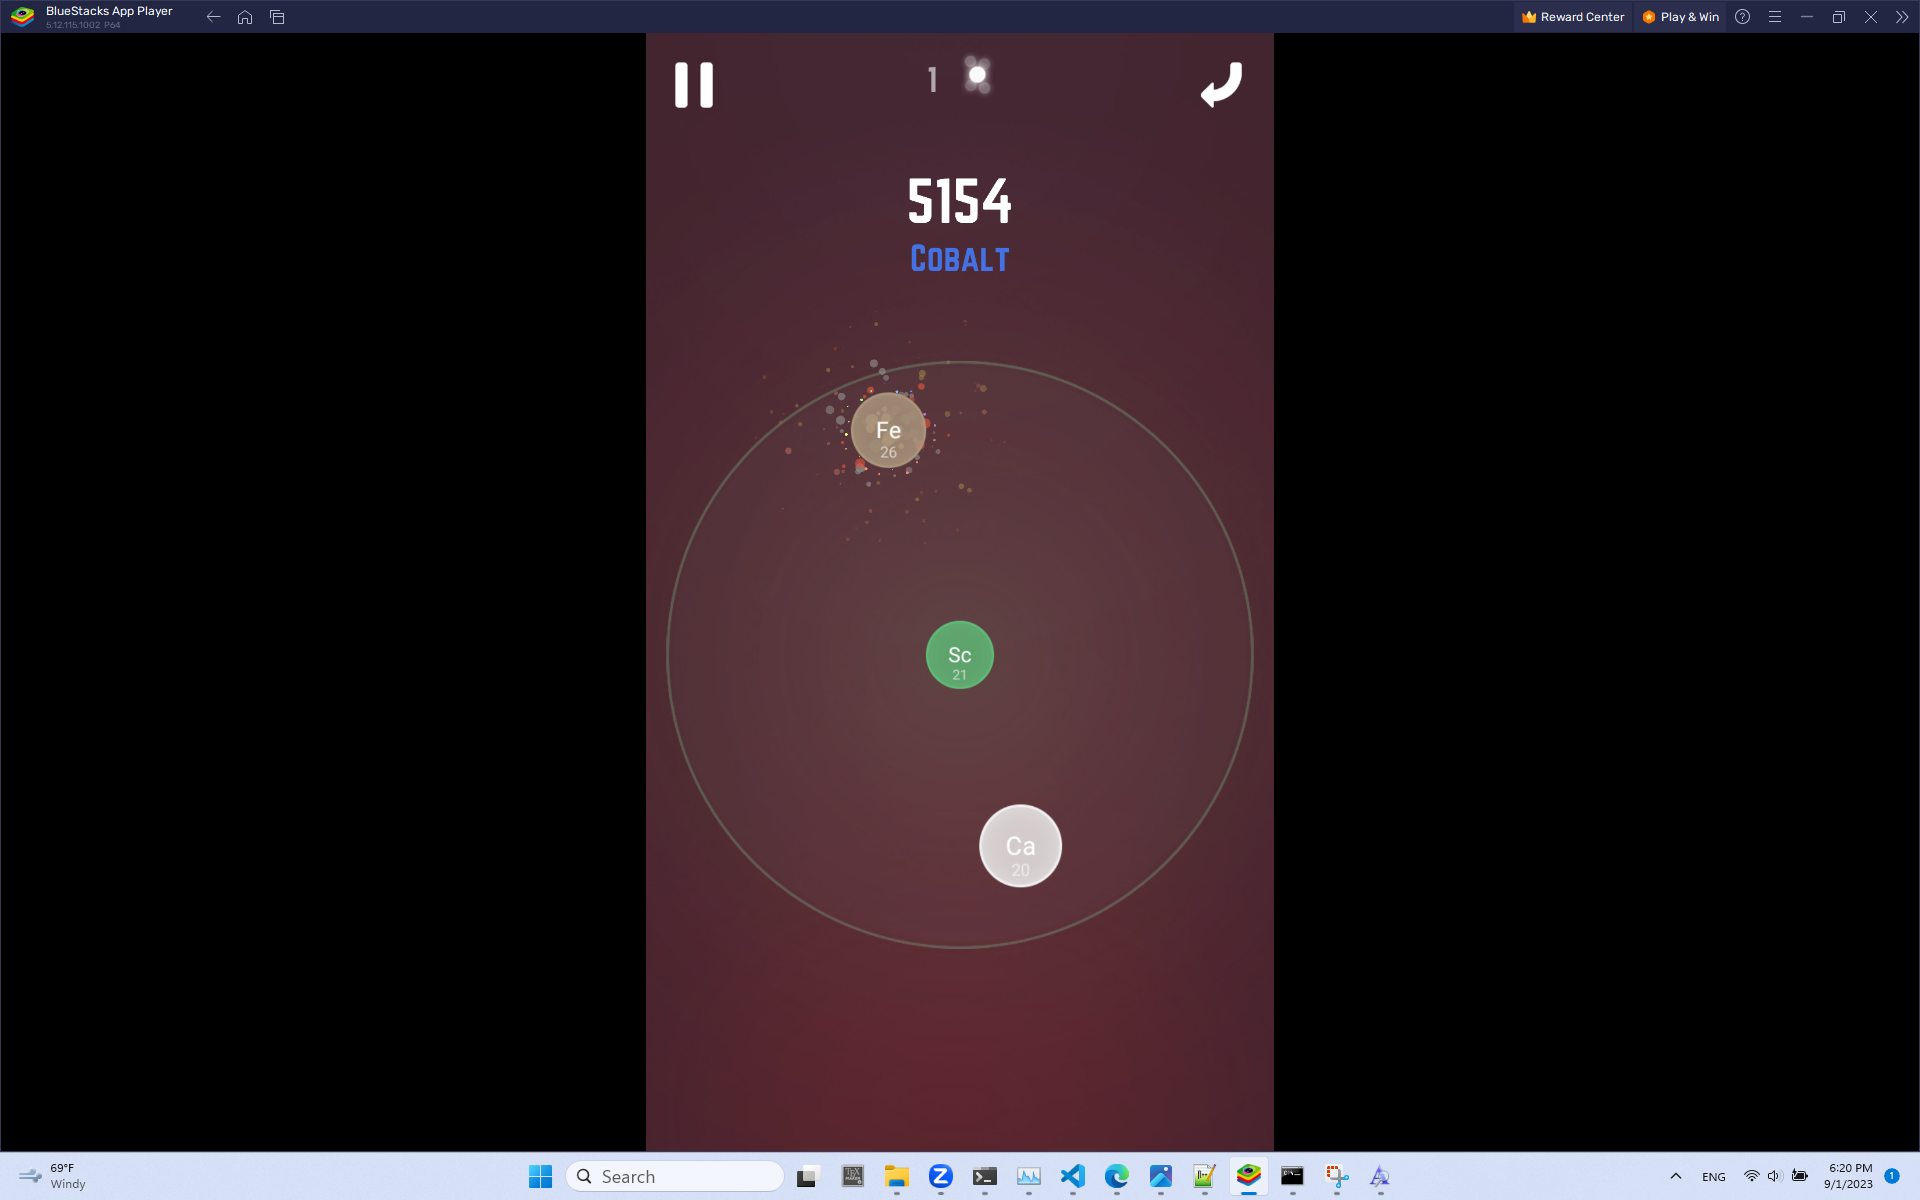 BlueStacks App Player
5.12.115.1002 P64
Reward Center
Play & Win
1
5154
Cobalt
Fe
26
Sc
21
Ca
20
69°F
Windy
Search
ENG
6:20 PM
9/1/2023
1